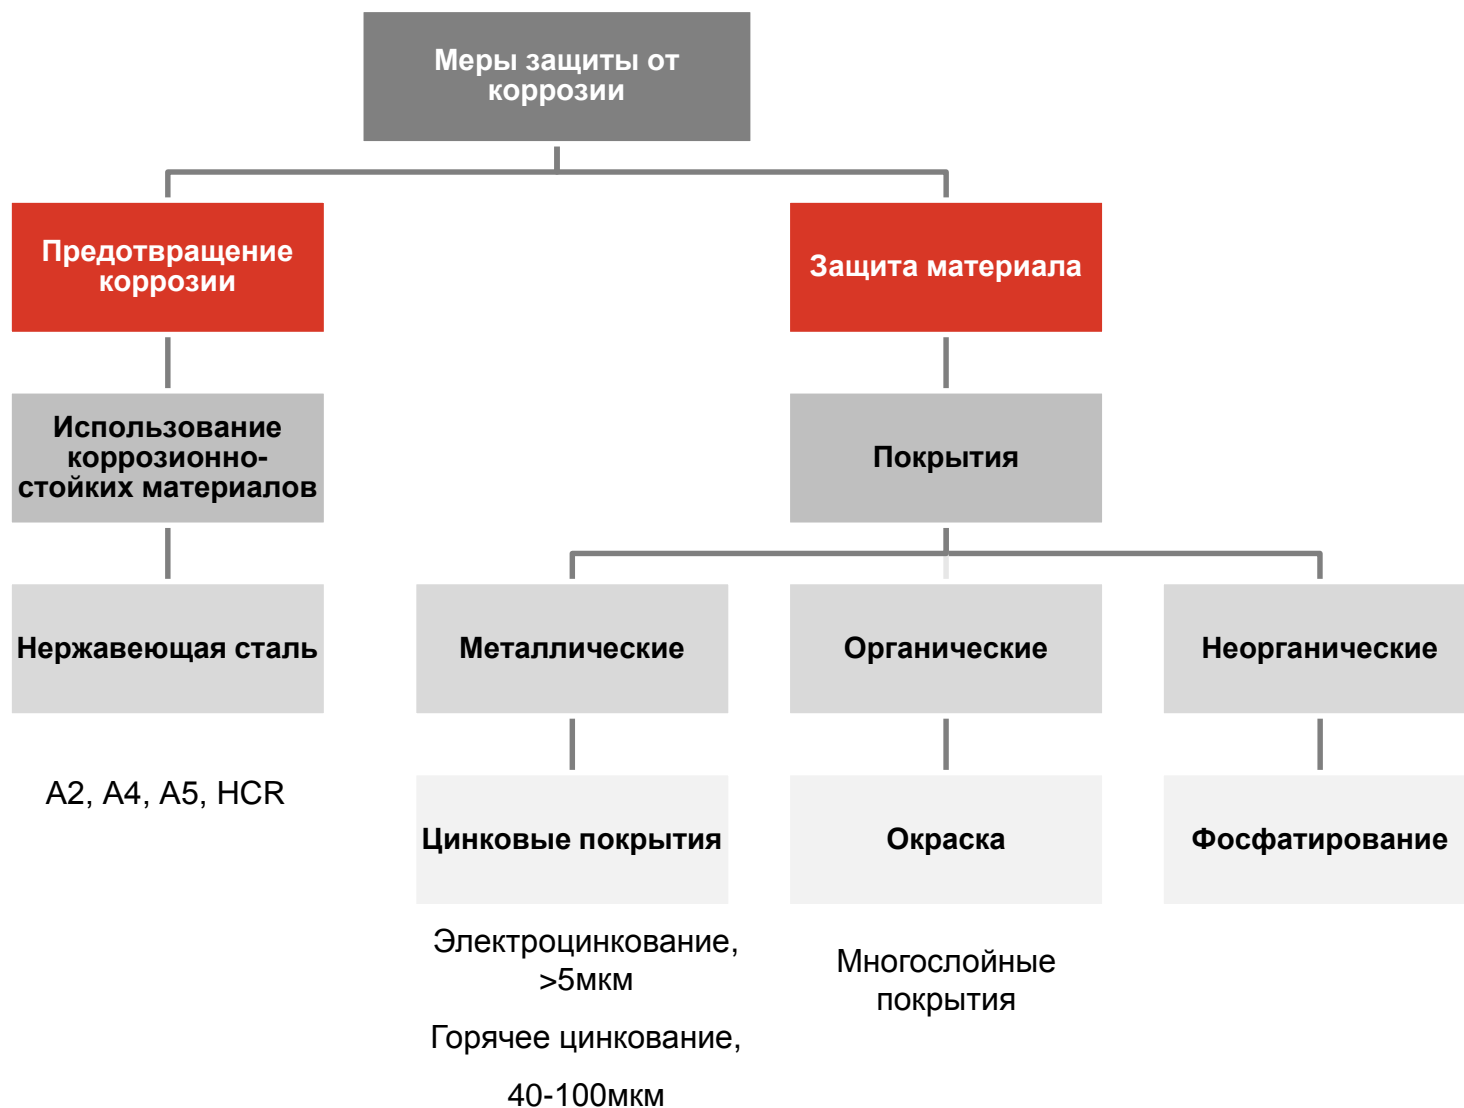 Меры защиты от
коррозии
Предотвращение
коррозии
Защита материала
Использование
коррозионно-
стойких материалов
Покрытия
Нержавеющая сталь
Металлические
Органические
Неорганические
A2, A4, A5, HCR
Цинковые покрытия
Окраска
Фосфатирование
Электроцинкование,
>5мкм
Горячее цинкование,
40-100мкм
Многослойные
покрытия